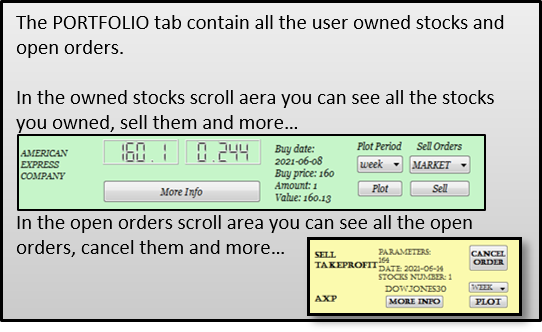 The PORTFOLIO tab contain all the user owned stocks and
open orders.
In the owned stocks scroll aera you can see all the stocks
you owned, sell them and more...
AMERICAN
EXPRESS
COMPANY
160.1
0.244
More Info
Buy date:
2021-06-08
Buy price: 160
Amount: 1
Value: 160.13
Plot Period
week
Plot
Sell Orders
MARKET
Sell
In the open orders scroll area you can see all the open
orders, cancel them and more...
SELL
TAKEPROFIT
AXP
PARAMETERS:
164
DATE: 2021-06-14
STOCKS NUMBER: 1
DOWJONES30
MORE INFO
CANCEL
ORDER
WEEK
PLOT